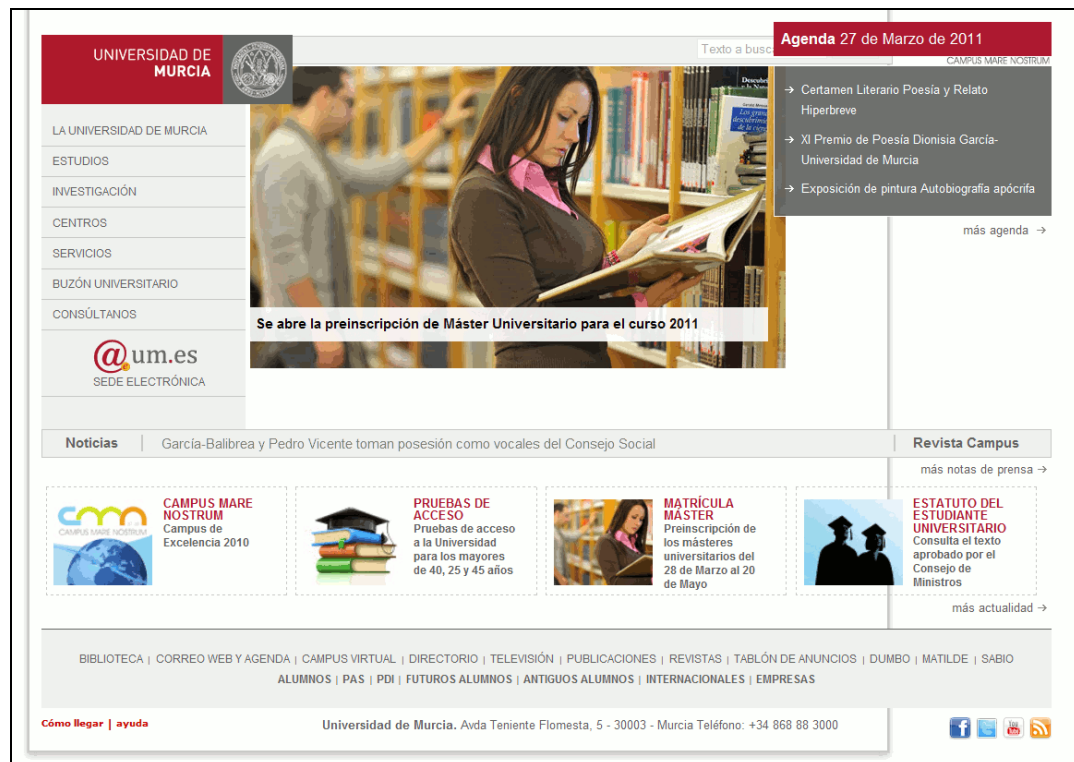 UNIVERSIDAD DE
MURCIA
Texto a busc
Agenda 27 de Marzo de 2011
CAMPUS MARE NOSTRUM
→ Certamen Literario Poesía y Relato
Hiperbreve
→ XI Premio de Poesía Dionisia García-
Universidad de Murcia
→ Exposición de pintura Autobiografía apócrifa
más agenda →
LA UNIVERSIDAD DE MURCIA
ESTUDIOS
INVESTIGACIÓN
CENTROS
SERVICIOS
BUZÓN UNIVERSITARIO
CONSÚLTANOS
@um.es
SEDE ELECTRÓNICA
Se abre la preinscripción de Máster Universitario para el curso 2011
Noticias | García-Balibrea y Pedro Vicente toman posesión como vocales del Consejo Social
Revista Campus
más notas de prensa →
cmn
CAMPUS MARE NOSTRUM
CAMPUS MARE
NOSTRUM
Campus de
Excelencia 2010
PRUEBAS DE
ACCESO
Pruebas de acceso
a la Universidad
para los mayores
de 40, 25 y 45 años
MATRÍCULA
MÁSTER
Preinscripción de
los másteres
universitarios del
28 de Marzo al 20
de Mayo
ESTATUTO DEL
ESTUDIANTE
UNIVERSITARIO
Consulta el texto
aprobado por el
Consejo de
Ministros
más actualidad →
BIBLIOTECA | CORREO WEB Y AGENDA | CAMPUS VIRTUAL | DIRECTORIO | TELEVISIÓN | PUBLICACIONES | REVISTAS | TABLÓN DE ANUNCIOS | DUMBO | MATILDE | SABIO
ALUMNOS | PAS | PDI | FUTUROS ALUMNOS | ANTIGUOS ALUMNOS | INTERNACIONALES | EMPRESAS
Cómo llegar | ayuda
Universidad de Murcia. Avda Teniente Flomesta, 5 - 30003 - Murcia Teléfono: +34 868 88 3000